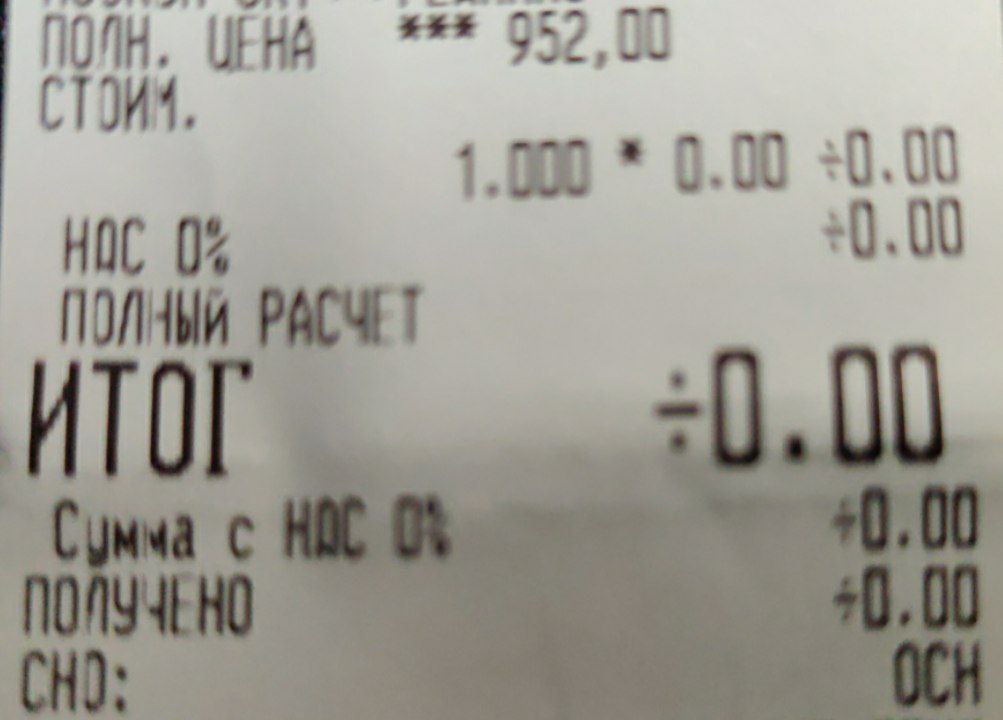 ПОЛН. ЦЕНА *** 952,00
СТОИМ.
1.000 * 0.00 ÷0.00
НДС 0% ÷0.00
ПОЛНЫЙ РАСЧЕТ
ИТОГ ÷0.00
Сумма с НДС 0% ÷0.00
ПОЛУЧЕНО ÷0.00
СНО: ОСН